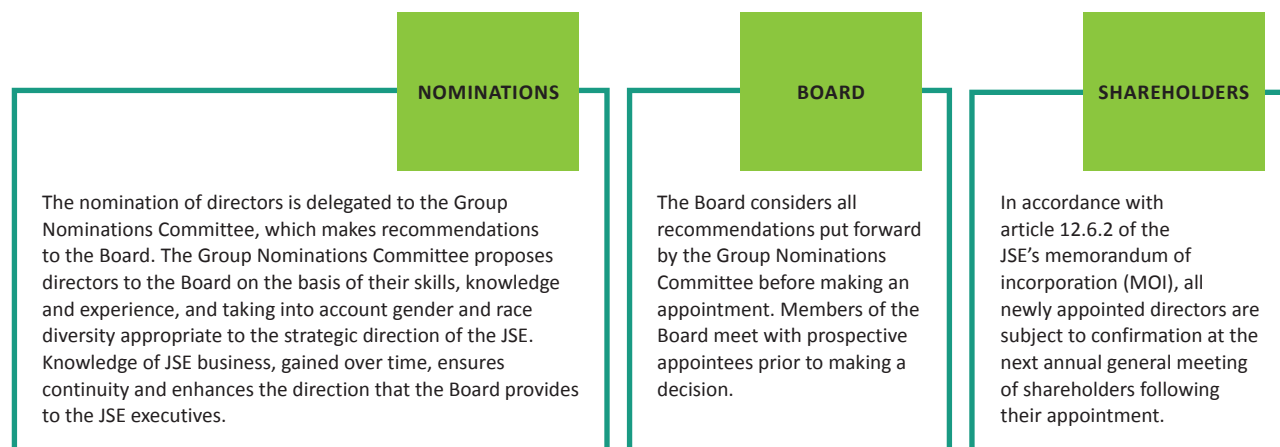 NOMINATIONS
The nomination of directors is delegated to the Group
Nominations Committee, which makes recommendations
to the Board. The Group Nominations Committee proposes
directors to the Board on the basis of their skills, knowledge
and experience, and taking into account gender and race
diversity appropriate to the strategic direction of the JSE.
Knowledge of JSE business, gained over time, ensures
continuity and enhances the direction that the Board provides
to the JSE executives.
BOARD
The Board considers all
recommendations put forward
by the Group Nominations
Committee before making an
appointment. Members of the
Board meet with prospective
appointees prior to making a
decision.
SHAREHOLDERS
In accordance with
article 12.6.2 of the
JSE’s memorandum of
incorporation (MOI), all
newly appointed directors are
subject to confirmation at the
next annual general meeting
of shareholders following
their appointment.